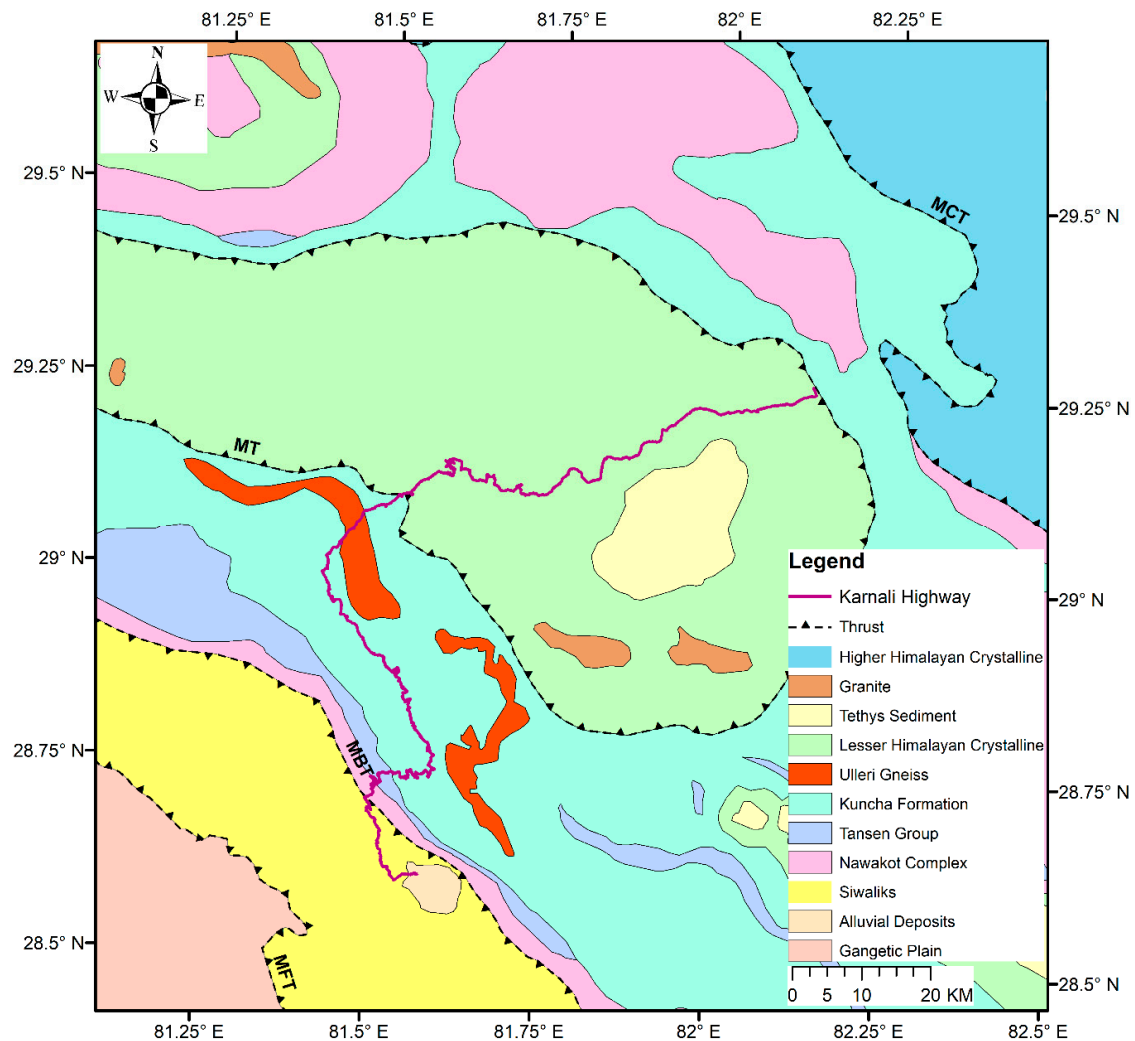 81.25° E 81.5° E 81.75° E 82° E 82.25° E
N
W E
S
29.5° N
29.5° N
MCT
29.25° N
29.25° N
MT
29° N
29° N
Legend
Karnali Highway
Thrust
Higher Himalayan Crystalline
Granite
Tethys Sediment
Lesser Himalayan Crystalline
Ulleri Gneiss
Kuncha Formation
Tansen Group
Nawakot Complex
Siwaliks
Alluvial Deposits
Gangetic Plain
28.75° N
28.75° N
MBT
28.5° N
28.5° N
MFT
0 5 10 20 KM
81.25° E 81.5° E 81.75° E 82° E 82.25° E 82.5° E